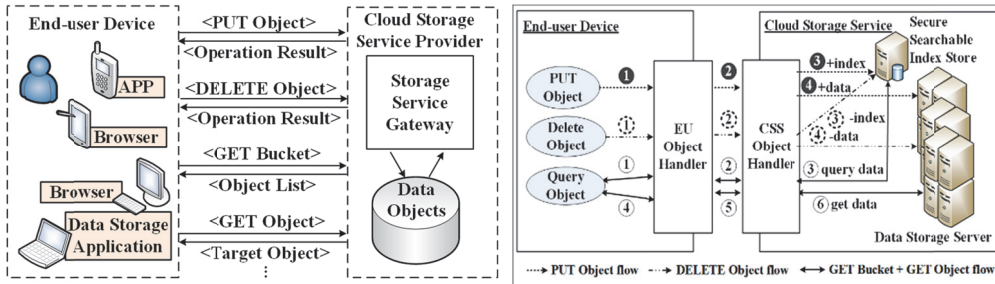 End-user Device
APP
Browser
Browser
Data Storage
Application
<PUT Object>
<Operation Result>
<DELETE Object>
<Operation Result>
<GET Bucket>
<Object List>
<GET Object>
<Target Object>
⋮
Cloud Storage
Service Provider
Storage
Service
Gateway
Data
Objects
End-user Device
PUT
Object
Delete
Object
Query
Object
❶
①
①
④
EU
Object
Handler
❷
②
②
⑤
Cloud Storage Service
CSS
Object
Handler
Secure
Searchable
Index Store
❸+index
❹+data
③ -index
④ -data
③ query data
⑥ get data
Data Storage Server
PUT Object flow
DELETE Object flow
GET Bucket + GET Object flow